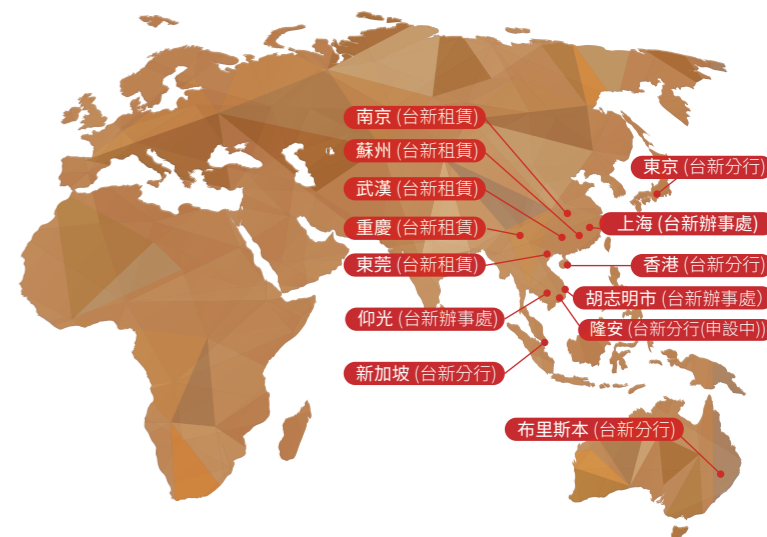 南京 (台新租賃)
蘇州 (台新租賃)
武漢 (台新租賃)
重慶 (台新租賃)
東莞 (台新租賃)
仰光 (台新辦事處)
新加坡 (台新分行)
東京 (台新分行)
上海 (台新辦事處)
香港 (台新分行)
胡志明市 (台新辦事處)
隆安 (台新分行(申設中))
布里斯本 (台新分行)